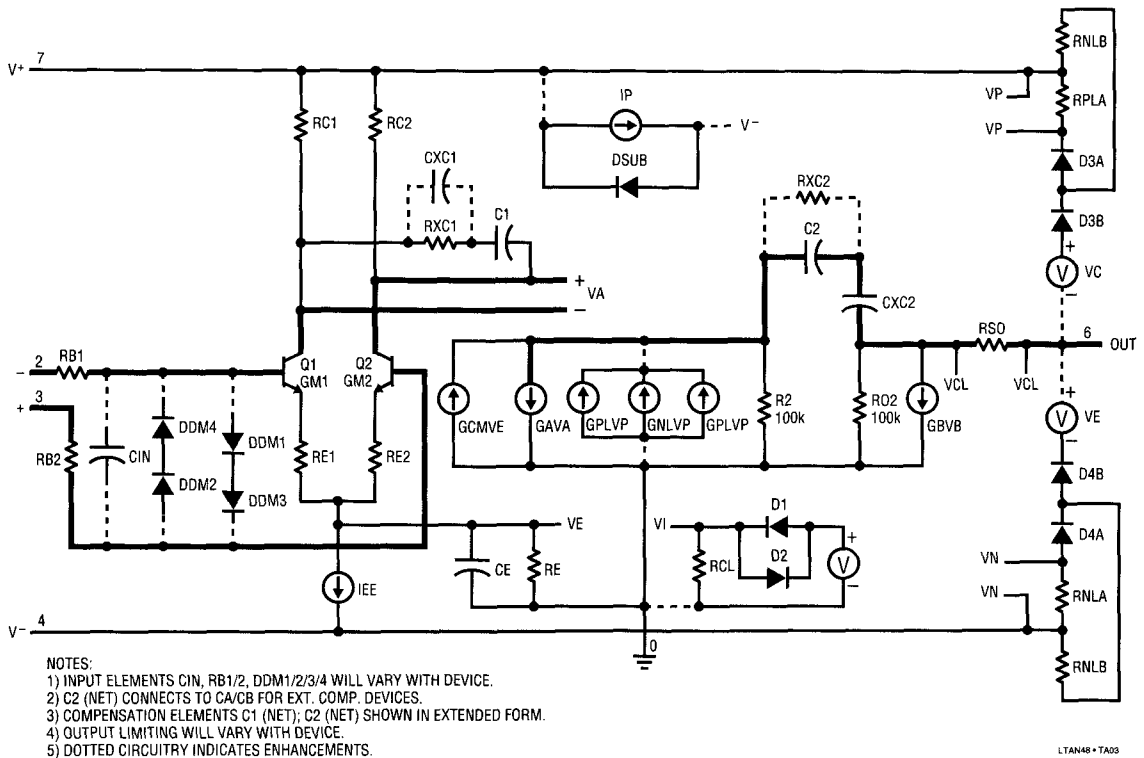 RNLB
7
V+
IP
VP
RPLA
RC1
RC2
V−
VP
DSUB
D3A
CXC1
RXC2
RXC1
C1
C2
D3B
+
VC
V
−
+
VA
−
CXC2
RSO
6
OUT
2
−
RB1
Q1
GM1
Q2
GM2
VCL
VCL
3
+
GCMVE
GAVA
GPLVP
GNLVP
GPLVP
R2
100k
RO2
100k
GBVB
+
V
VE
−
RB2
CIN
DDM4
DDM2
DDM1
DDM3
RE1
RE2
D4B
D1
VE
VI
D2
+
V
−
D4A
CE
RE
RCL
VN
IEE
VN
RNLA
4
V−
0
RNLB
NOTES:
1) INPUT ELEMENTS CIN, RB1/2, DDM1/2/3/4 WILL VARY WITH DEVICE.
2) C2 (NET) CONNECTS TO CA/CB FOR EXT. COMP. DEVICES.
3) COMPENSATION ELEMENTS C1 (NET); C2 (NET) SHOWN IN EXTENDED FORM.
4) OUTPUT LIMITING WILL VARY WITH DEVICE.
5) DOTTED CIRCUITRY INDICATES ENHANCEMENTS.
LTAN48 • TA03